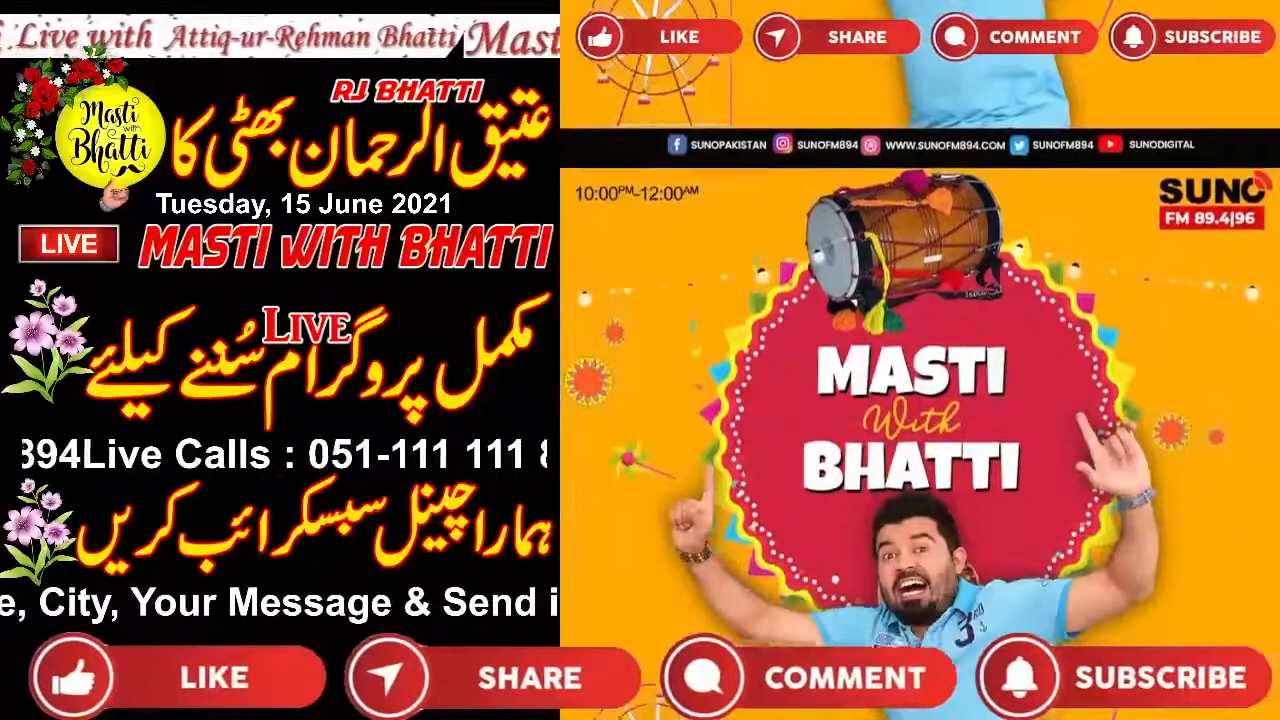 Live with Attiq-ur-Rehman Bhatti Mast
RJ BHATTI
Masti with Bhatti
عتیق الرحمان بھٹی کا
Tuesday, 15 June 2021
LIVE
MASTI WITH BHATTI
LIVE
مکمل پروگرام سُننے کیلئے
894Live Calls : 051-111 111 8
ہمارا چینل سبسکرائب کریں
e, City, Your Message & Send i
LIKE SHARE COMMENT SUBSCRIBE
SUNOPAKISTAN SUNOFM894 WWW.SUNOFM894.COM SUNOFM894 SUNODIGITAL
10:00PM-12:00AM
SUNO
FM 89.4|96
MASTI
With
BHATTI
3RD
LIKE SHARE COMMENT SUBSCRIBE